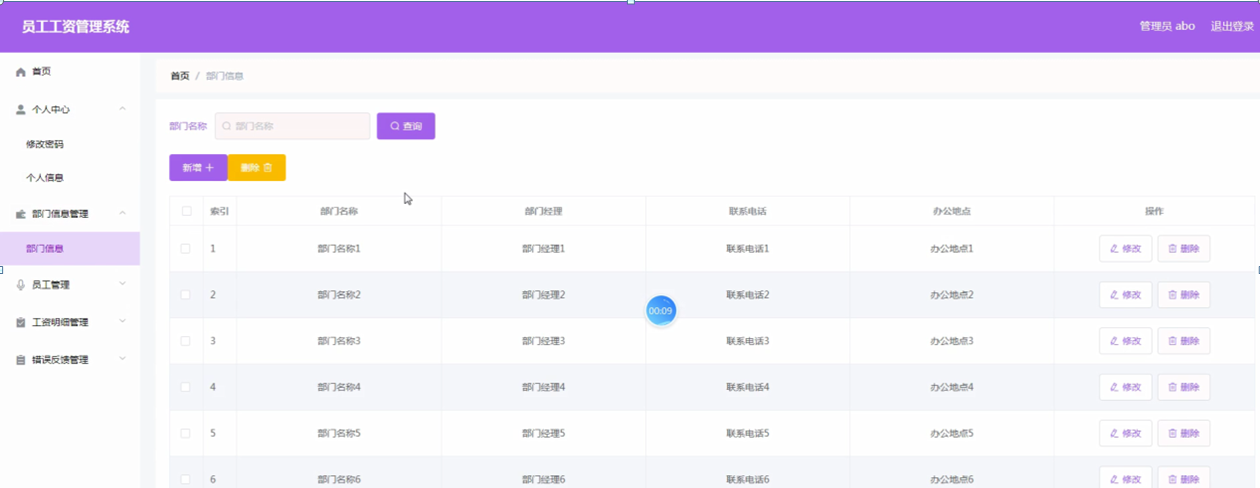 员工工资管理系统
管理员 abo 退出登录
首页
个人中心
修改密码
个人信息
部门信息管理
部门信息
员工管理
工资明细管理
错误反馈管理
首页 / 部门信息
部门名称 部门名称 查询
新增 删除
索引 部门名称 部门经理 联系电话 办公地点 操作
1 部门名称1 部门经理1 联系电话1 办公地点1 修改 删除
2 部门名称2 部门经理2 联系电话2 办公地点2 修改 删除
00:09
3 部门名称3 部门经理3 联系电话3 办公地点3 修改 删除
4 部门名称4 部门经理4 联系电话4 办公地点4 修改 删除
5 部门名称5 部门经理5 联系电话5 办公地点5 修改 删除
6 部门名称6 部门经理6 联系电话6 办公地点6 修改 删除